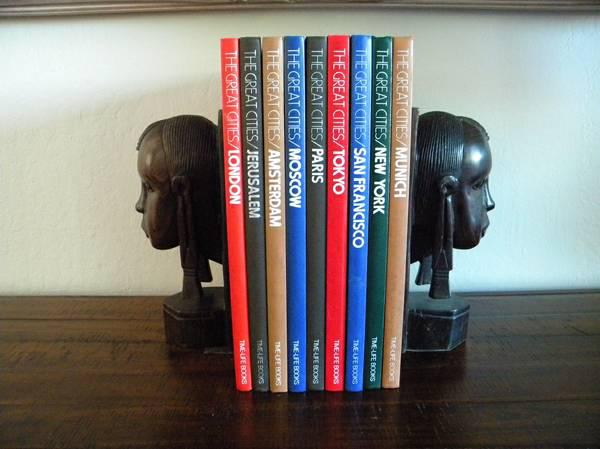 THE GREAT CITIES/LONDON TIME-LIFE BOOKS
THE GREAT CITIES/JERUSALEM TIME-LIFE BOOKS
THE GREAT CITIES/AMSTERDAM TIME-LIFE BOOKS
THE GREAT CITIES/MOSCOW TIME-LIFE BOOKS
THE GREAT CITIES/PARIS TIME-LIFE BOOKS
THE GREAT CITIES/TOKYO TIME-LIFE BOOKS
THE GREAT CITIES/SAN FRANCISCO TIME-LIFE BOOKS
THE GREAT CITIES/NEW YORK TIME-LIFE BOOKS
THE GREAT CITIES/MUNICH TIME-LIFE BOOKS